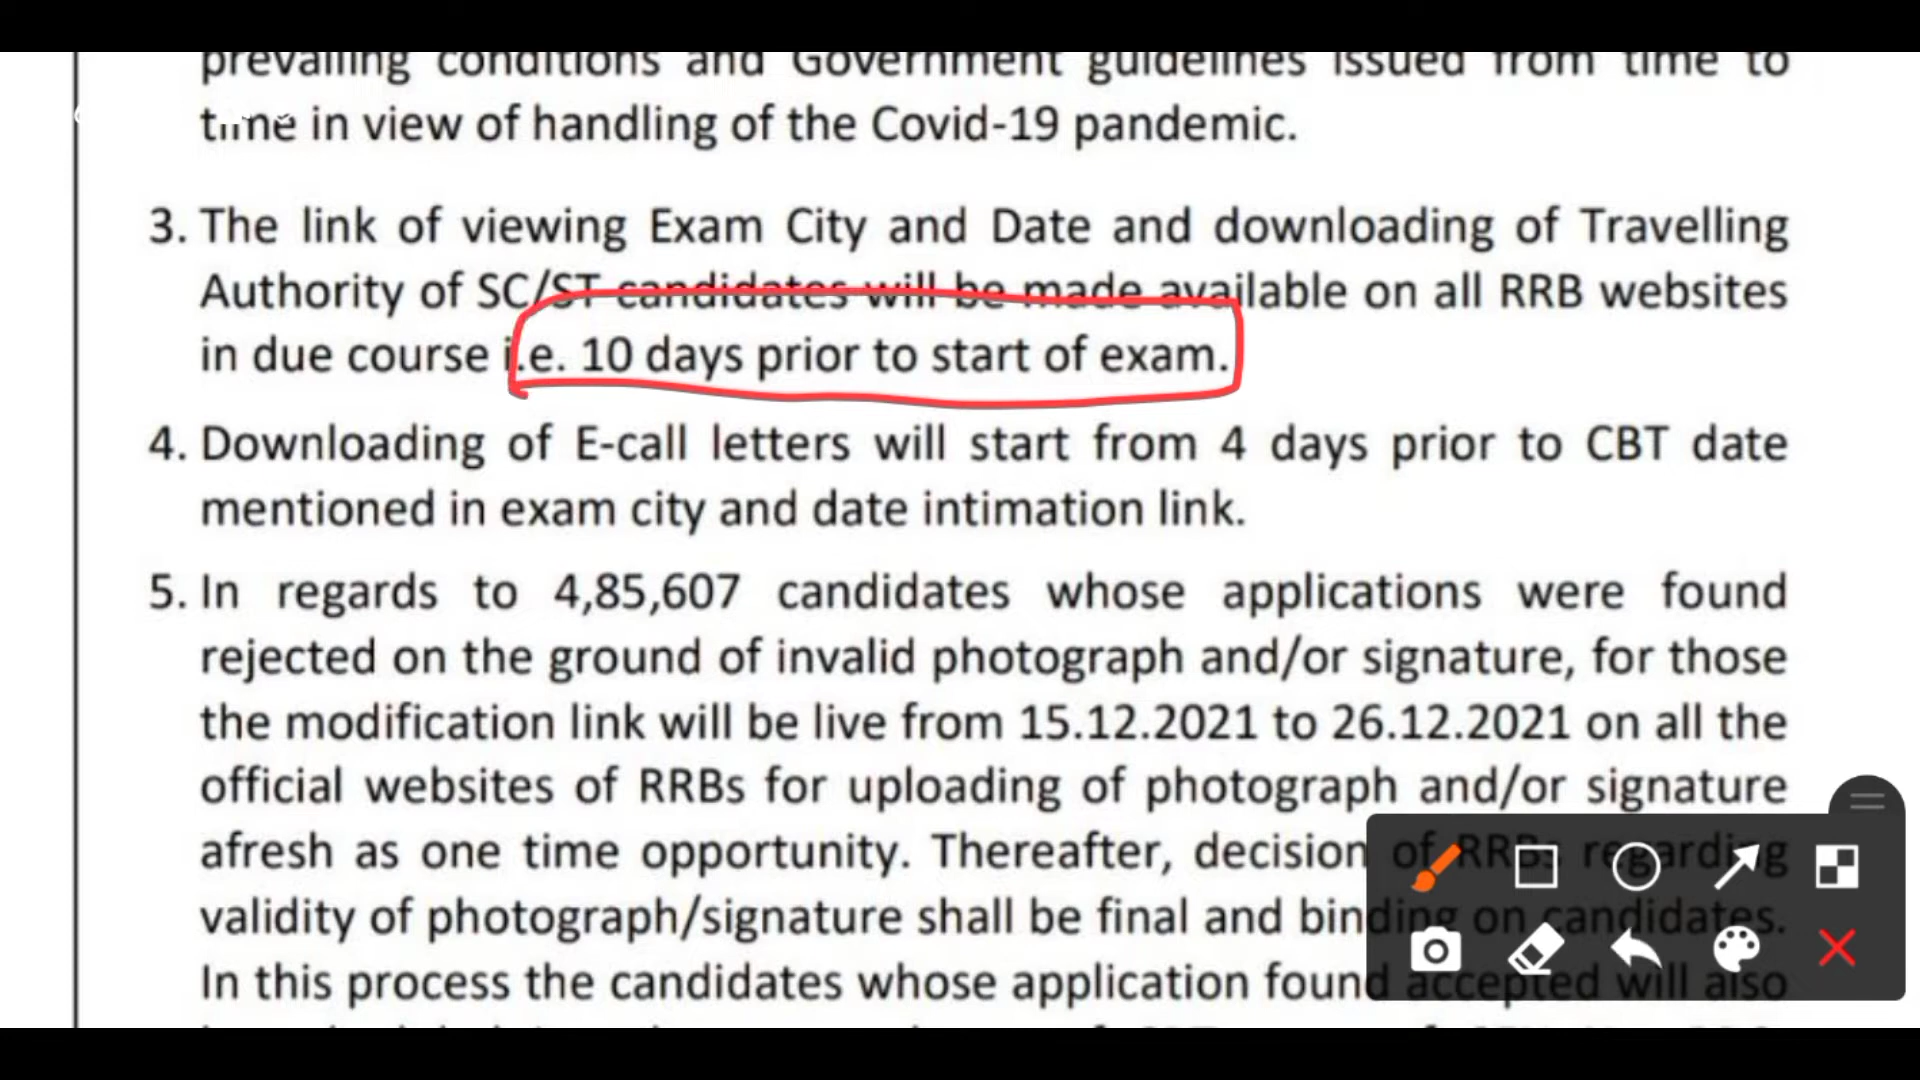 prevailing conditions and Government guidelines issued from time to
time in view of handling of the Covid-19 pandemic.
3. The link of viewing Exam City and Date and downloading of Travelling
Authority of SC/ST candidates will be made available on all RRB websites
in due course i.e. 10 days prior to start of exam.
4. Downloading of E-call letters will start from 4 days prior to CBT date
mentioned in exam city and date intimation link.
5. In regards to 4,85,607 candidates whose applications were found
rejected on the ground of invalid photograph and/or signature, for those
the modification link will be live from 15.12.2021 to 26.12.2021 on all the
official websites of RRBs for uploading of photograph and/or signature
afresh as one time opportunity. Thereafter, decision of RRBs regarding
validity of photograph/signature shall be final and binding on candidates.
In this process the candidates whose application found accepted will also